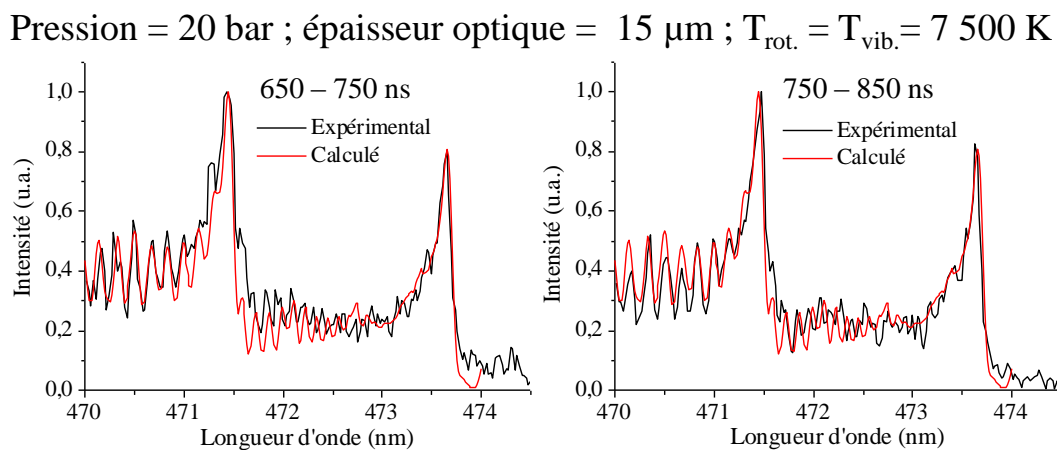 Pression = 20 bar ; épaisseur optique = 15 µm ; Trot. = Tvib.= 7 500 K
650 – 750 ns
Expérimental
Calculé
1,0
0,8
0,6
0,4
0,2
0,0
Intensité (u.a.)
470 471 472 473 474
Longueur d'onde (nm)
750 – 850 ns
Expérimental
Calculé
1,0
0,8
0,6
0,4
0,2
0,0
Intensité (u.a.)
470 471 472 473 474
Longueur d'onde (nm)